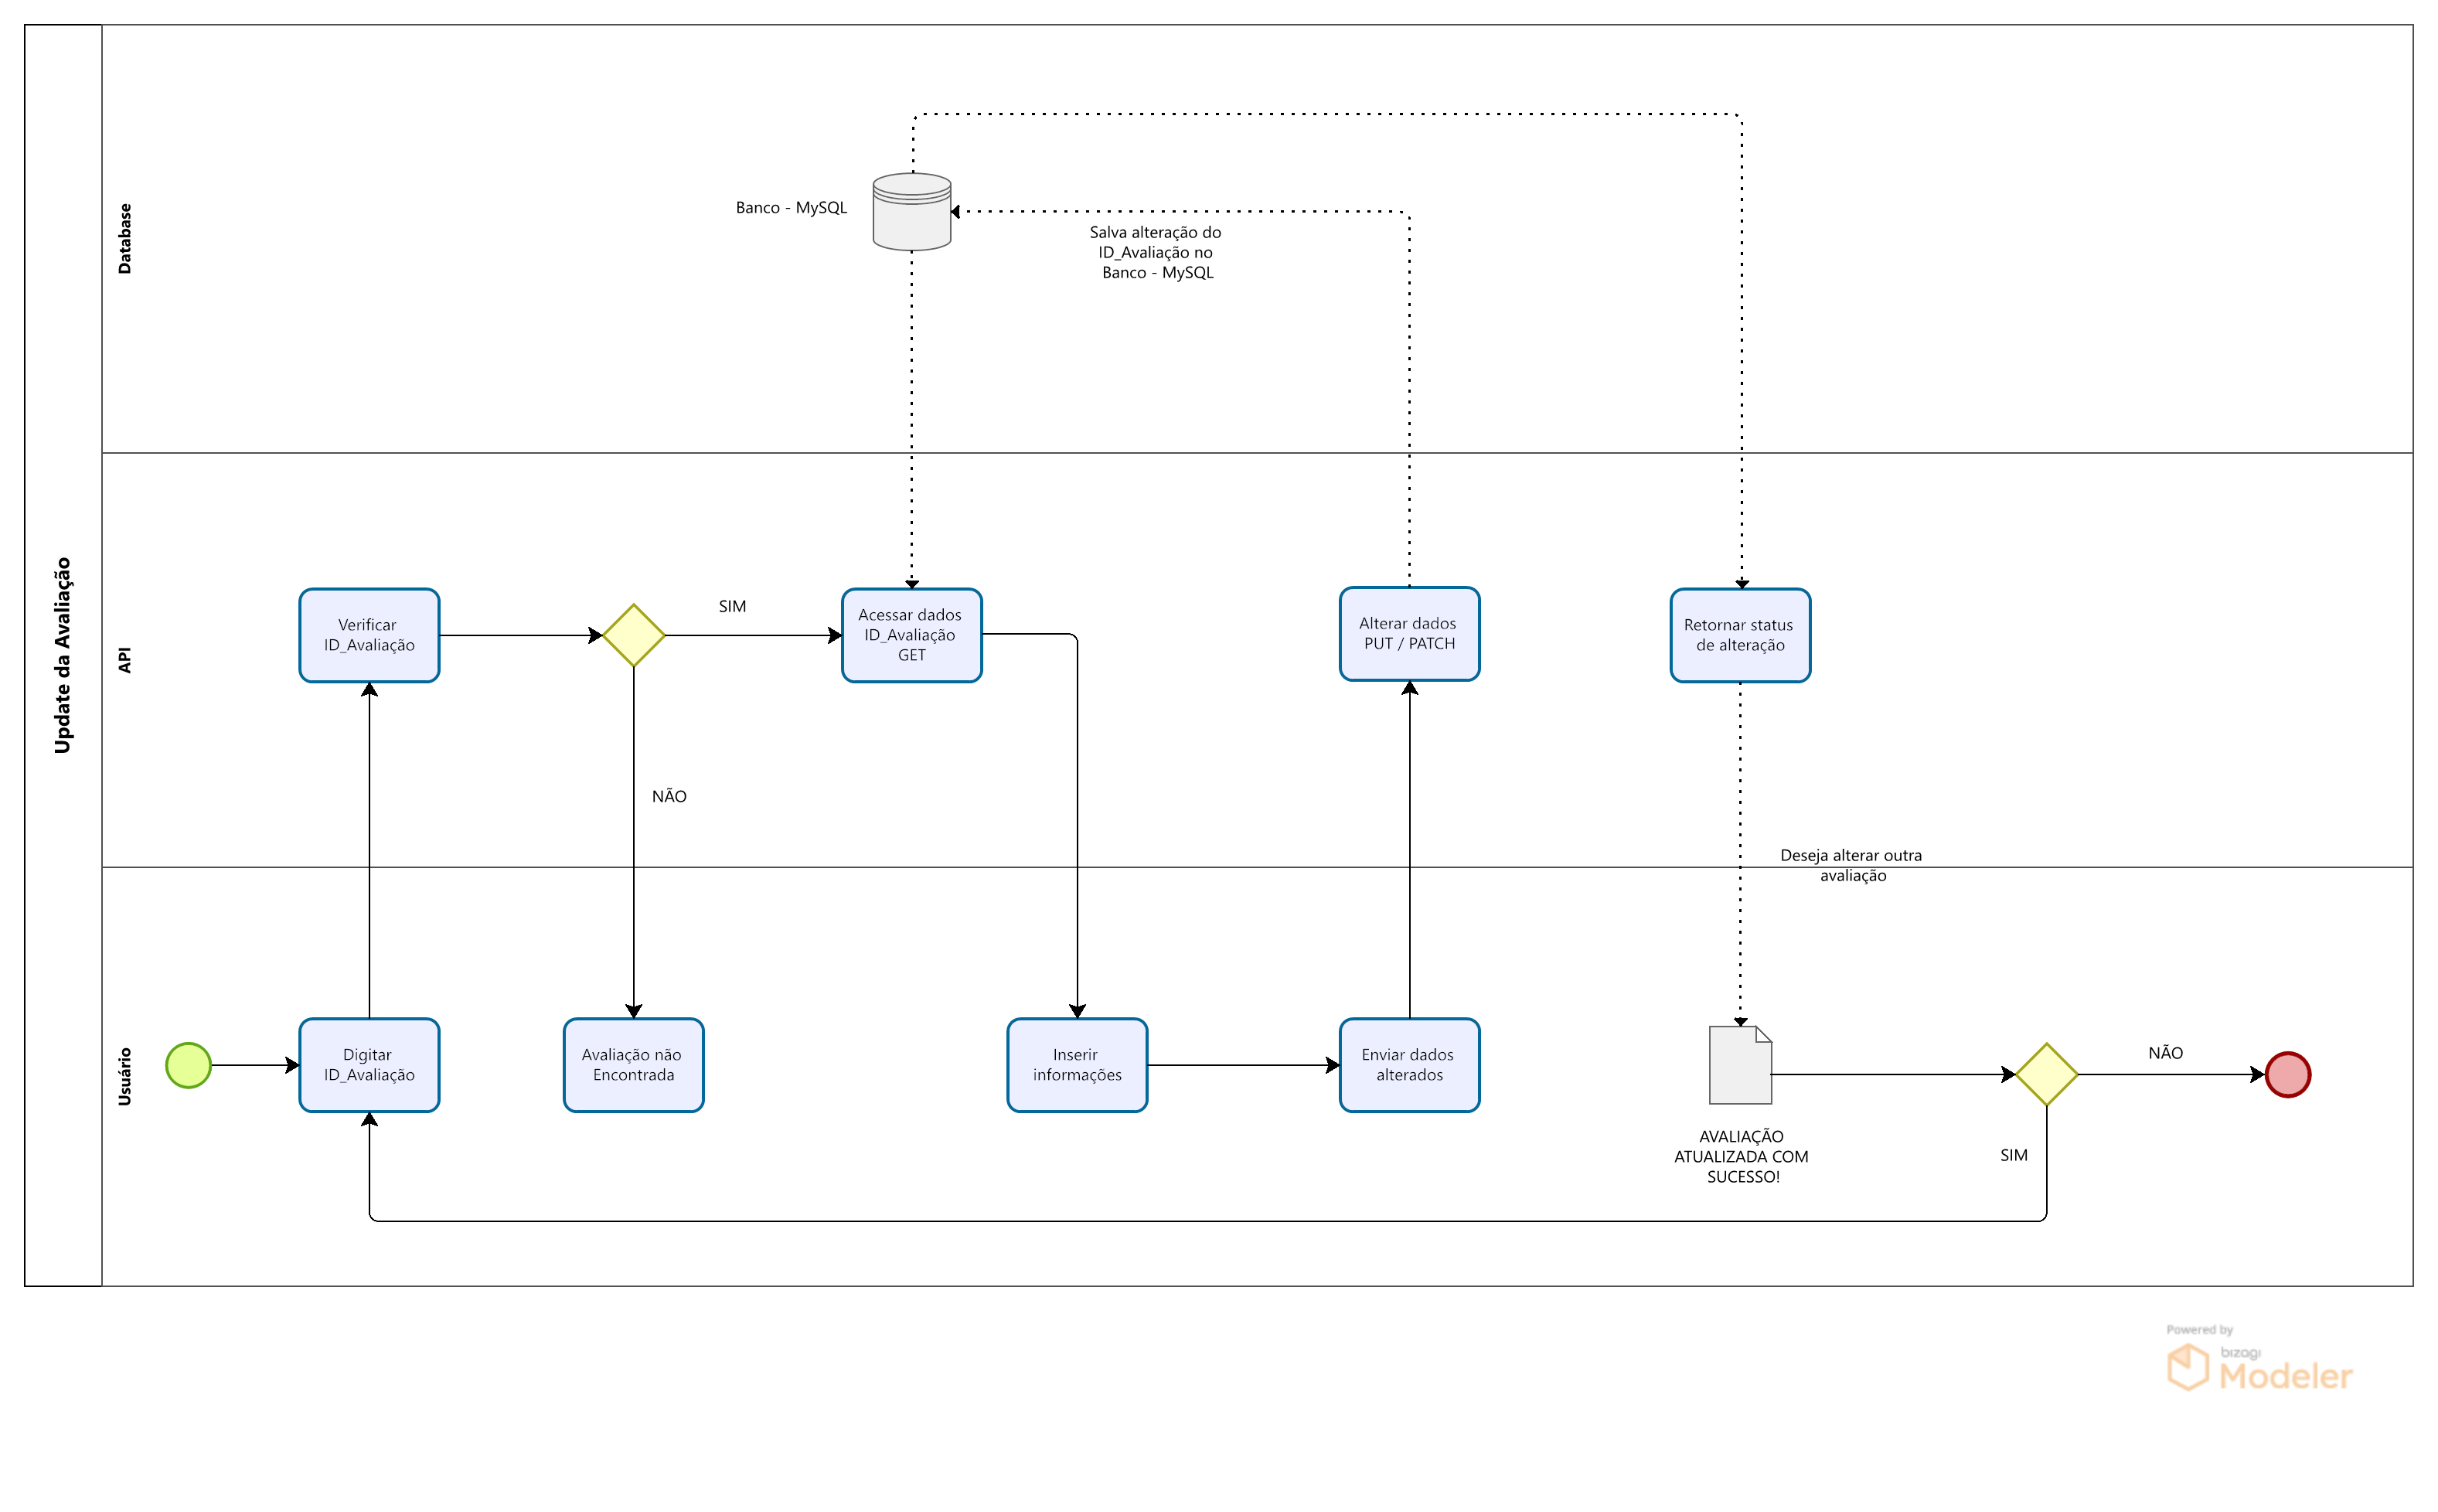 Update da Avaliação
Database
Banco - MySQL
Salva alteração do
ID_Avaliação no
Banco - MySQL
API
Verificar
ID_Avaliação
SIM
NÃO
Acessar dados
ID_Avaliação
GET
Alterar dados
PUT / PATCH
Retornar status
de alteração
Deseja alterar outra
avaliação
Usuário
Digitar
ID_Avaliação
Avaliação não
Encontrada
Inserir
informações
Enviar dados
alterados
AVALIAÇÃO
ATUALIZADA COM
SUCESSO!
NÃO
SIM
Powered by
bizagi
Modeler